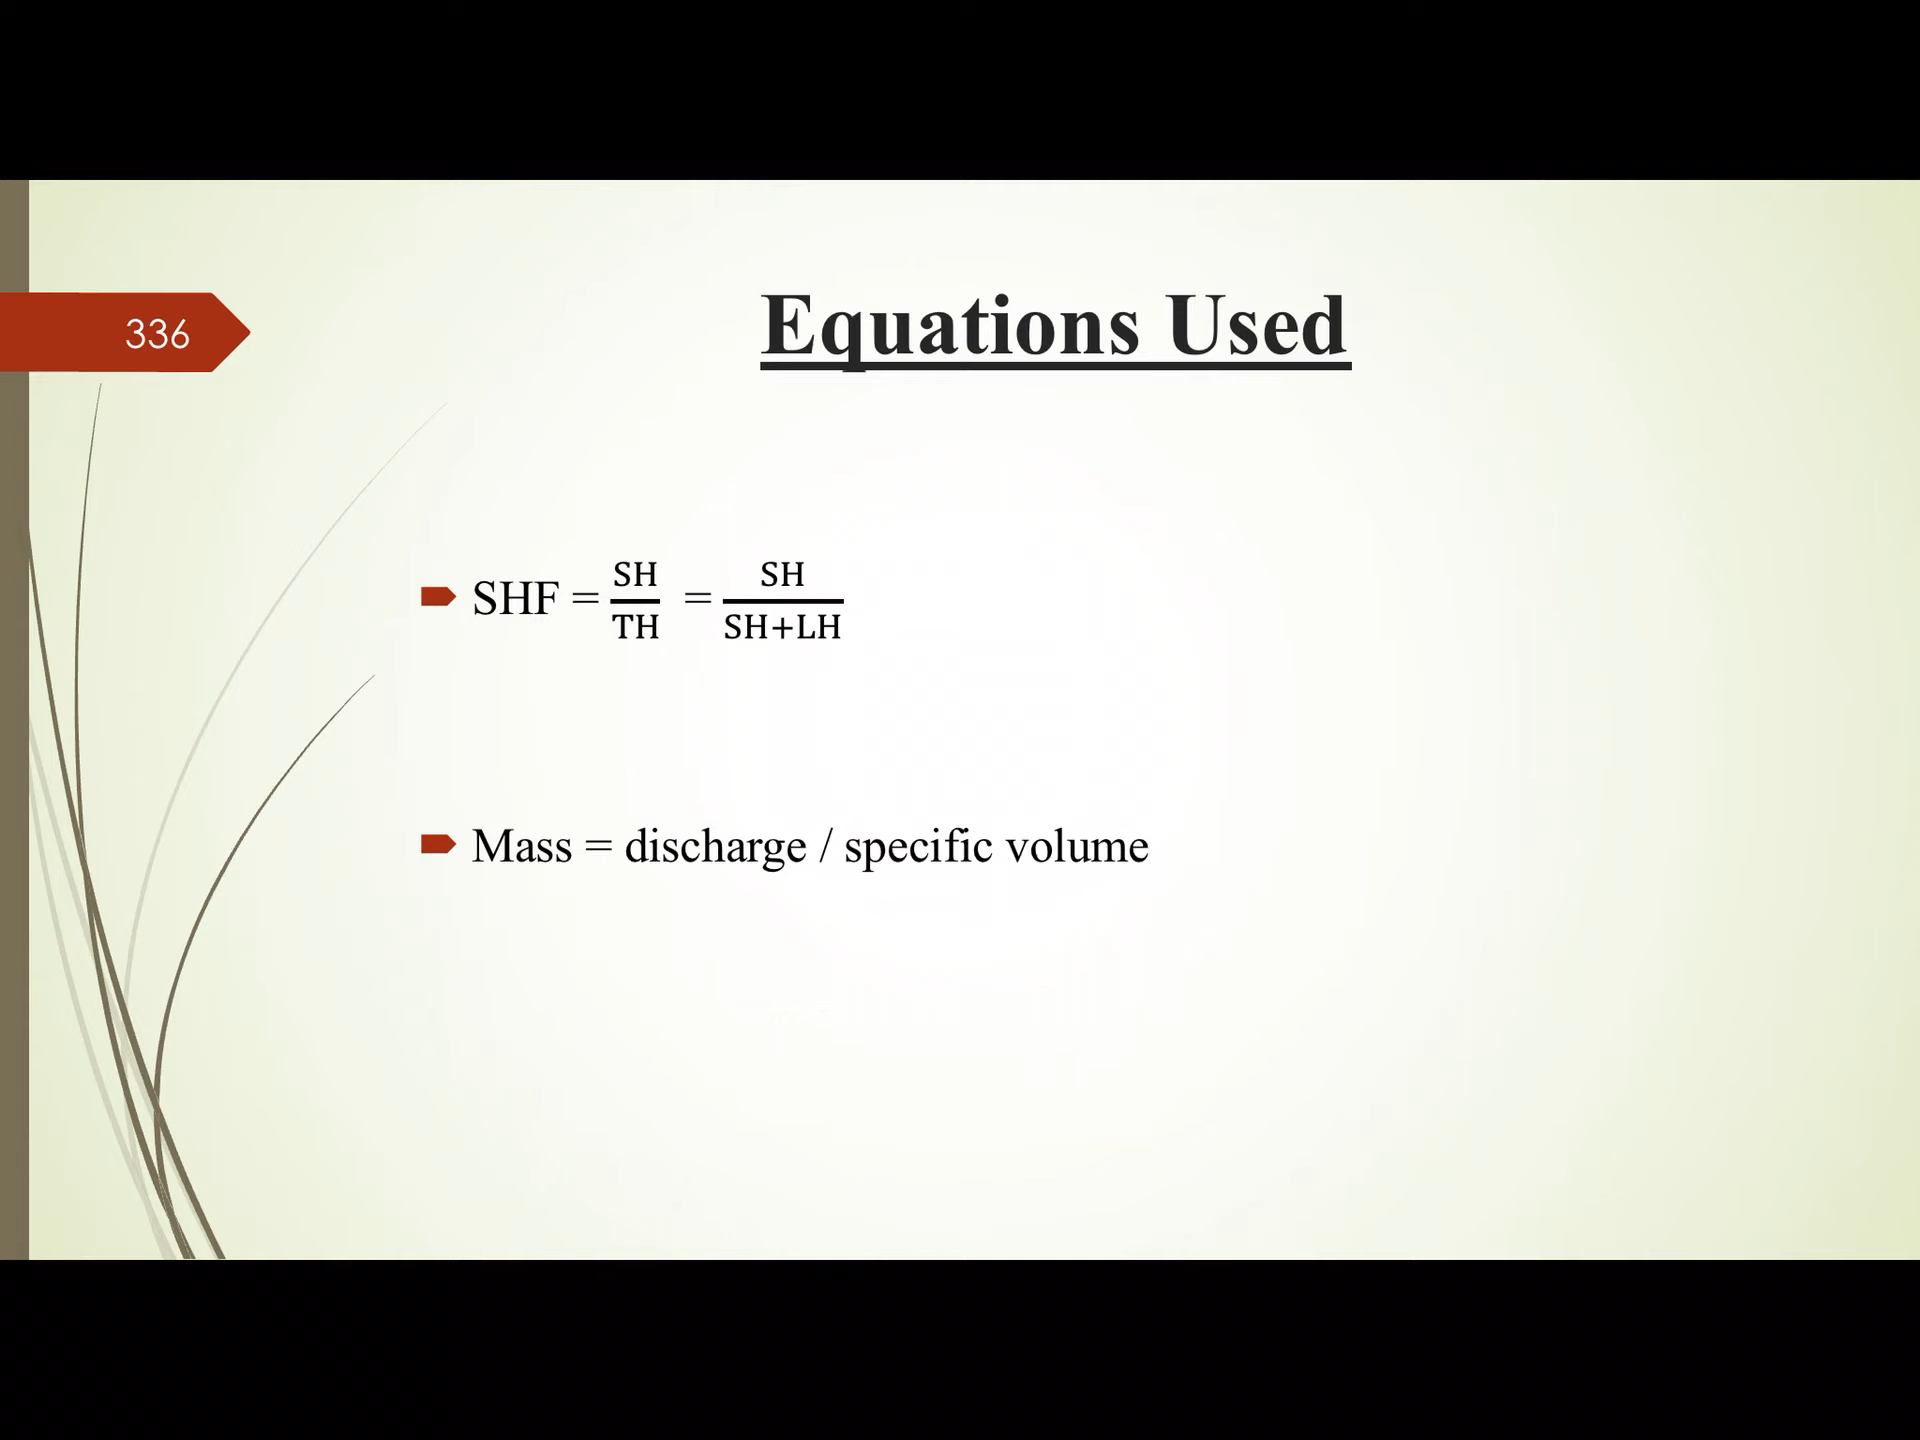 336
Equations Used
SHF = SH/TH = SH/SH+LH
Mass = discharge / specific volume